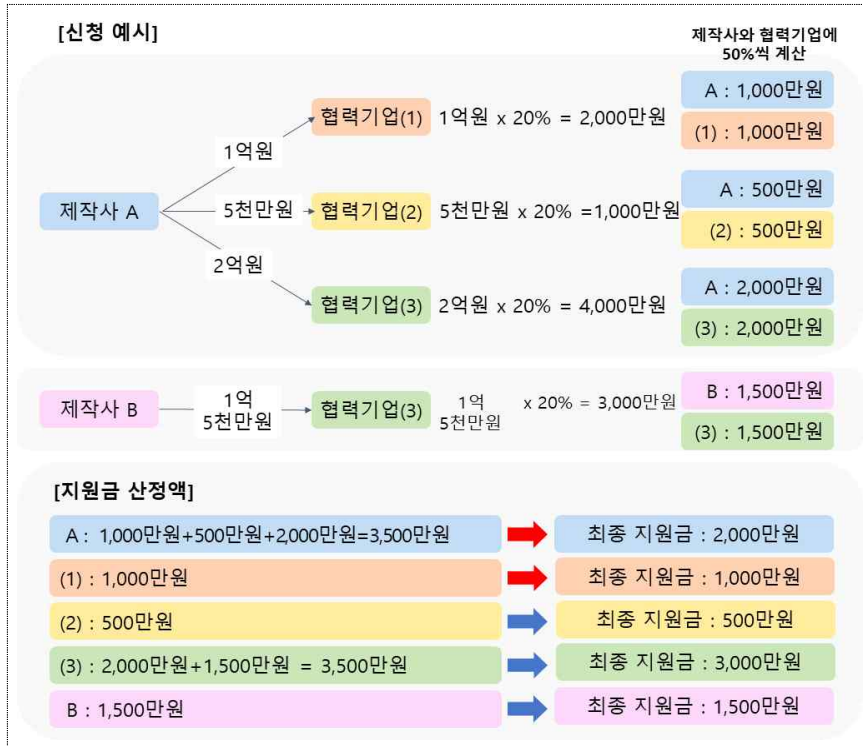 [신청 예시]
제작사와 협력기업에
50%씩 계산
협력기업(1) 1억원 x 20% = 2,000만원
A : 1,000만원
(1) : 1,000만원
1억원
제작사 A
5천만원
협력기업(2) 5천만원 x 20% =1,000만원
A : 500만원
(2) : 500만원
2억원
협력기업(3) 2억원 x 20% = 4,000만원
A : 2,000만원
(3) : 2,000만원
제작사 B
1억
5천만원
협력기업(3)
1억
5천만원
x 20% = 3,000만원
B : 1,500만원
(3) : 1,500만원
[지원금 산정액]
A : 1,000만원+500만원+2,000만원=3,500만원
최종 지원금 : 2,000만원
(1) : 1,000만원
최종 지원금 : 1,000만원
(2) : 500만원
최종 지원금 : 500만원
(3) : 2,000만원+1,500만원 = 3,500만원
최종 지원금 : 3,000만원
B : 1,500만원
최종 지원금 : 1,500만원